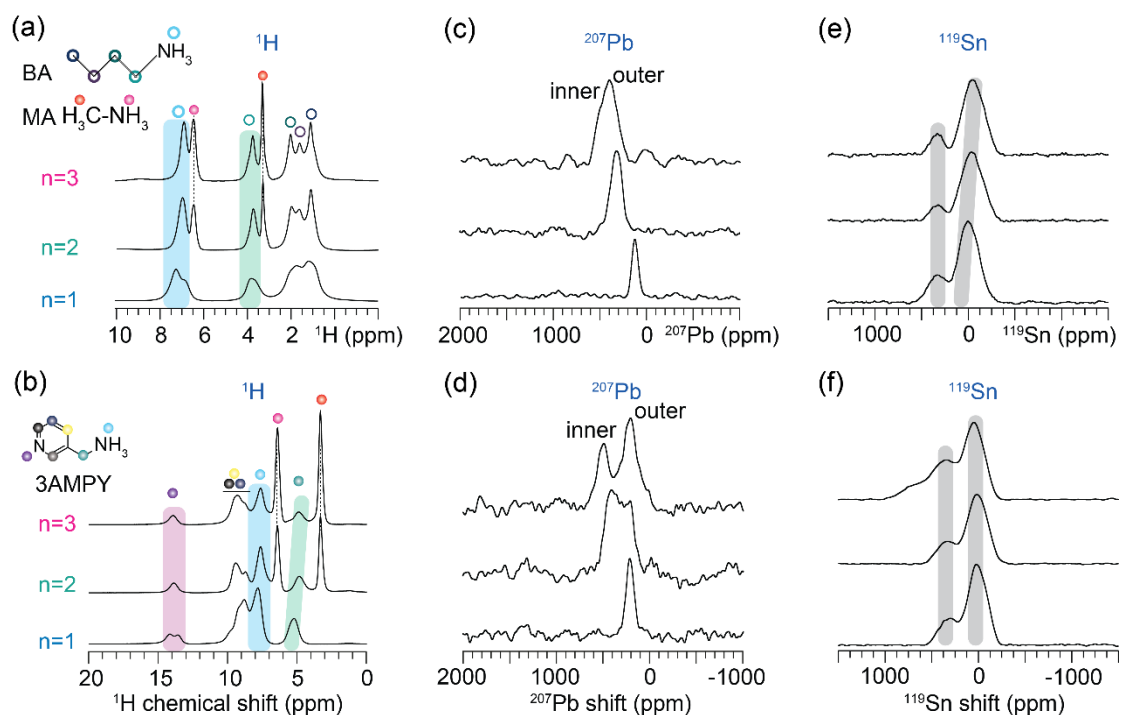 (a)
¹H
BA
NH₃
MA H₃C-NH₃
n=3
n=2
n=1
10 8 6 4 2
¹H (ppm)
(c)
²⁰⁷Pb
inner
outer
2000 1000 0
²⁰⁷Pb (ppm)
(e)
¹¹⁹Sn
1000 0
¹¹⁹Sn (ppm)
(b)
¹H
N
NH₃
3AMPY
n=3
n=2
n=1
20 15 10 5 0
¹H chemical shift (ppm)
(d)
²⁰⁷Pb
inner
outer
2000 1000 0 -1000
²⁰⁷Pb shift (ppm)
(f)
¹¹⁹Sn
1000 0
¹¹⁹Sn shift (ppm)